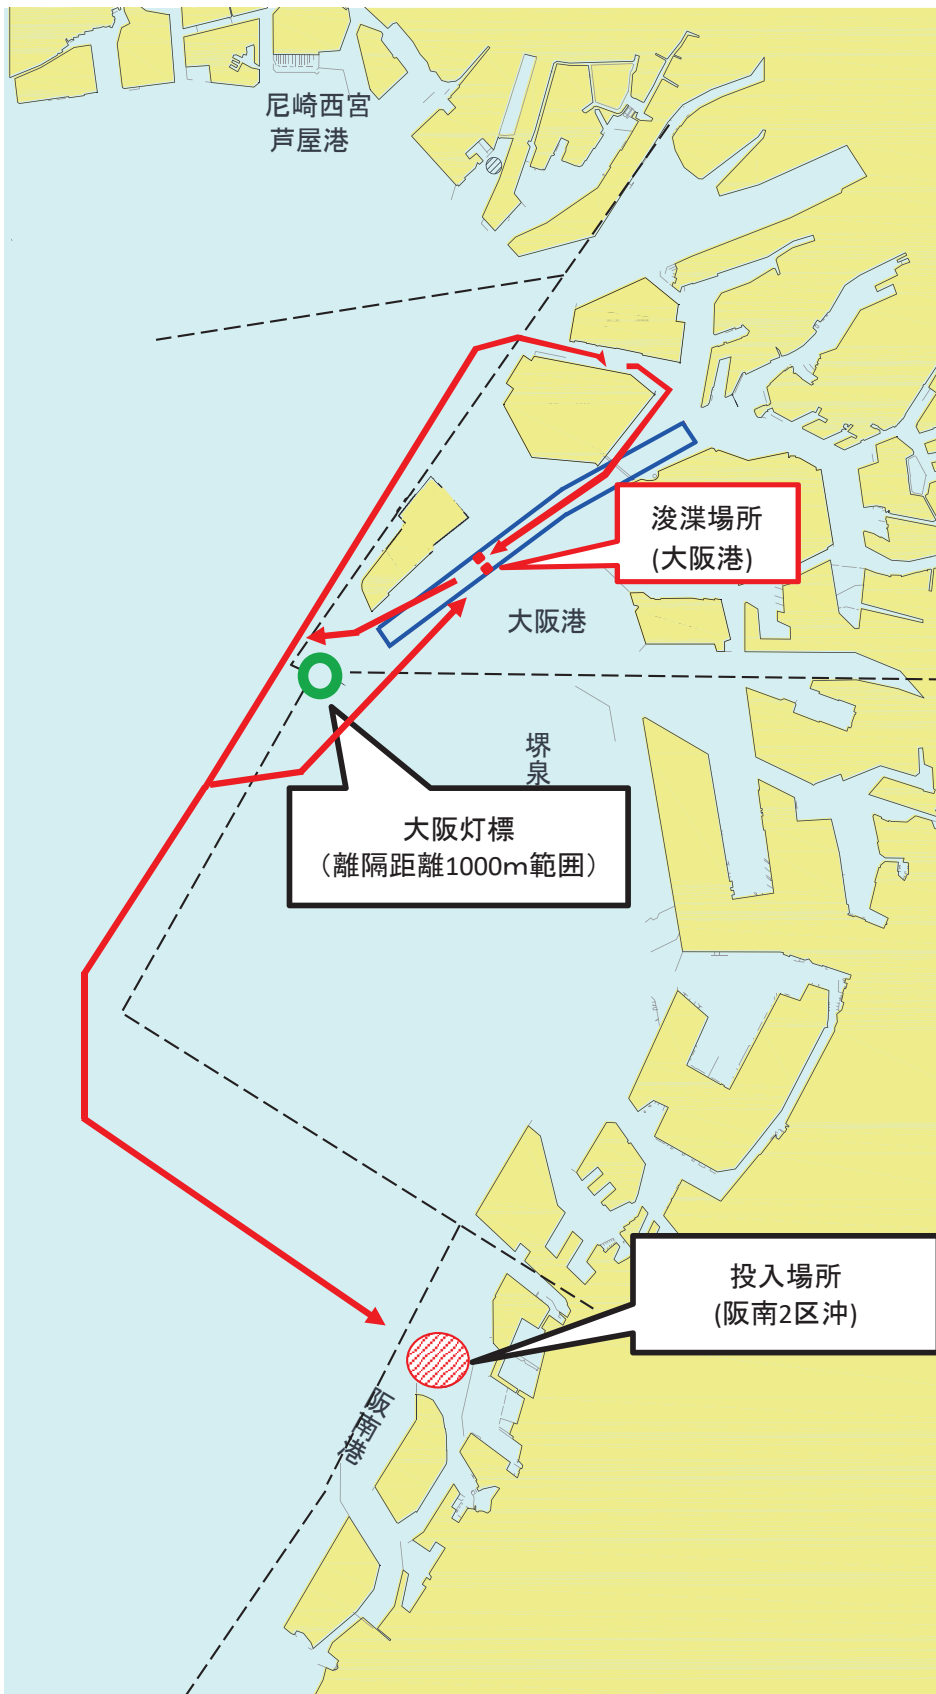 尼崎西宮
芦屋港
浚渫場所
(大阪港)
大阪港
堺泉
大阪灯標
（離隔距離1000m範囲）
投入場所
(阪南2区沖)
阪南港